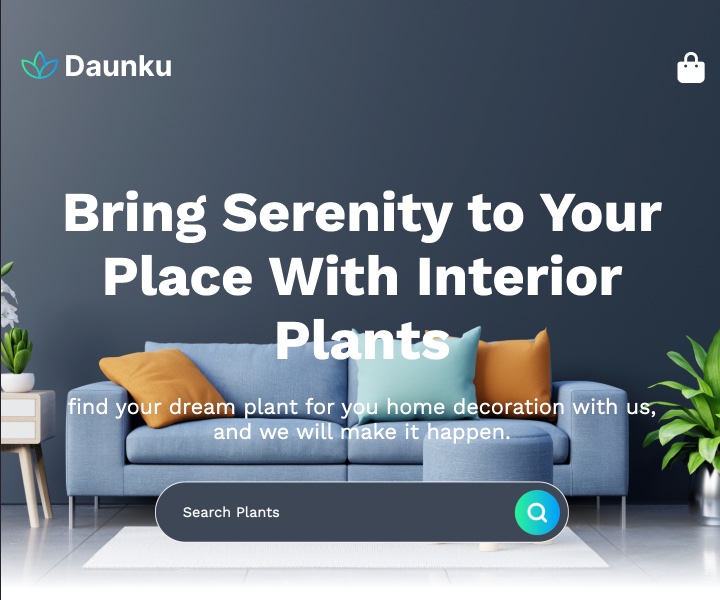 Daunku
Bring Serenity to Your
Place With Interior
Plants
find your dream plant for you home decoration with us,
and we will make it happen.
Search Plants